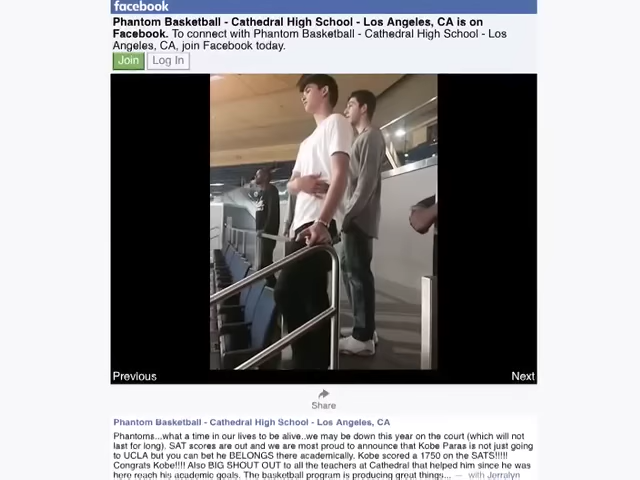 facebook
Phantom Basketball - Cathedral High School - Los Angeles, CA is on
Facebook. To connect with Phantom Basketball - Cathedral High School - Los
Angeles, CA, join Facebook today.
Join Log In
Previous Next
Share
Phantom Basketball - Cathedral High School - Los Angeles, CA
Phantoms...what a time in our lives to be alive..we may be down this year on the court (which will not
last for long). SAT scores are out and we are most proud to announce that Kobe Paras is not just going
to UCLA but you can bet he BELONGS there academically. Kobe scored a 1750 on the SATS!!!!!
Congrats Kobe!!!! Also BIG SHOUT OUT to all the teachers at Cathedral that helped him since he was
here reach his academic goals. The basketball program is producing great things... — with Jerralyn